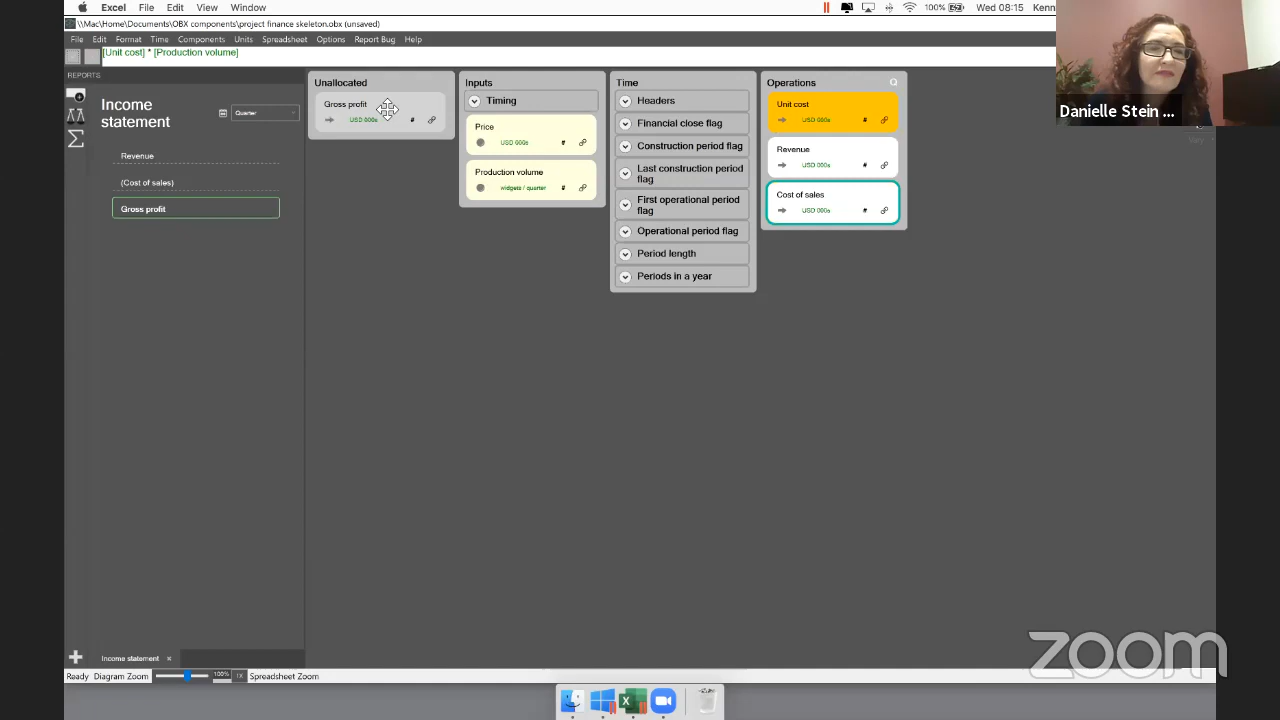 Excel File Edit View Window
100% Wed 08:15 Kenn
\\Mac\Home\Documents\OBX components\project finance skeleton.obx (unsaved)
File Edit Format Time Components Units Spreadsheet Options Report Bug Help
[Unit cost] * [Production volume]
REPORTS
Income
statement
Quarter
Revenue
(Cost of sales)
Gross profit
Unallocated
Gross profit
USD 000s #
Inputs
Timing
Price
USD 000s #
Production volume
widgets / quarter #
Time
Headers
Financial close flag
Construction period flag
Last construction period
flag
First operational period
flag
Operational period flag
Period length
Periods in a year
Operations
Unit cost
USD 000s #
Revenue
USD 000s #
Cost of sales
USD 000s #
Danielle Stein ...
Vary
Income statement ×
Ready Diagram Zoom 100% 1X Spreadsheet Zoom
zoom